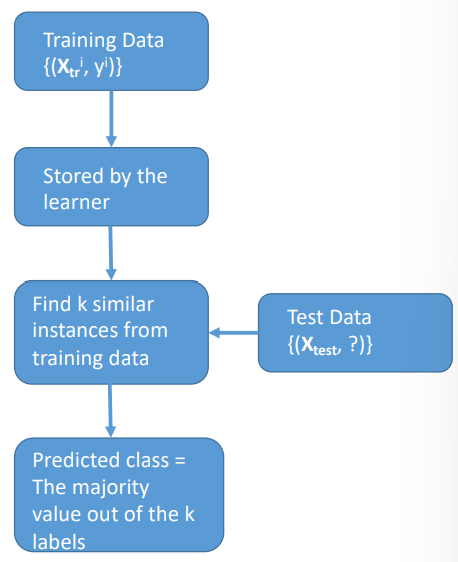 Training Data
{(Xtrⁱ, yⁱ)}
Stored by the
learner
Find k similar
instances from
training data
Test Data
{(Xtest, ?)}
Predicted class =
The majority
value out of the k
labels